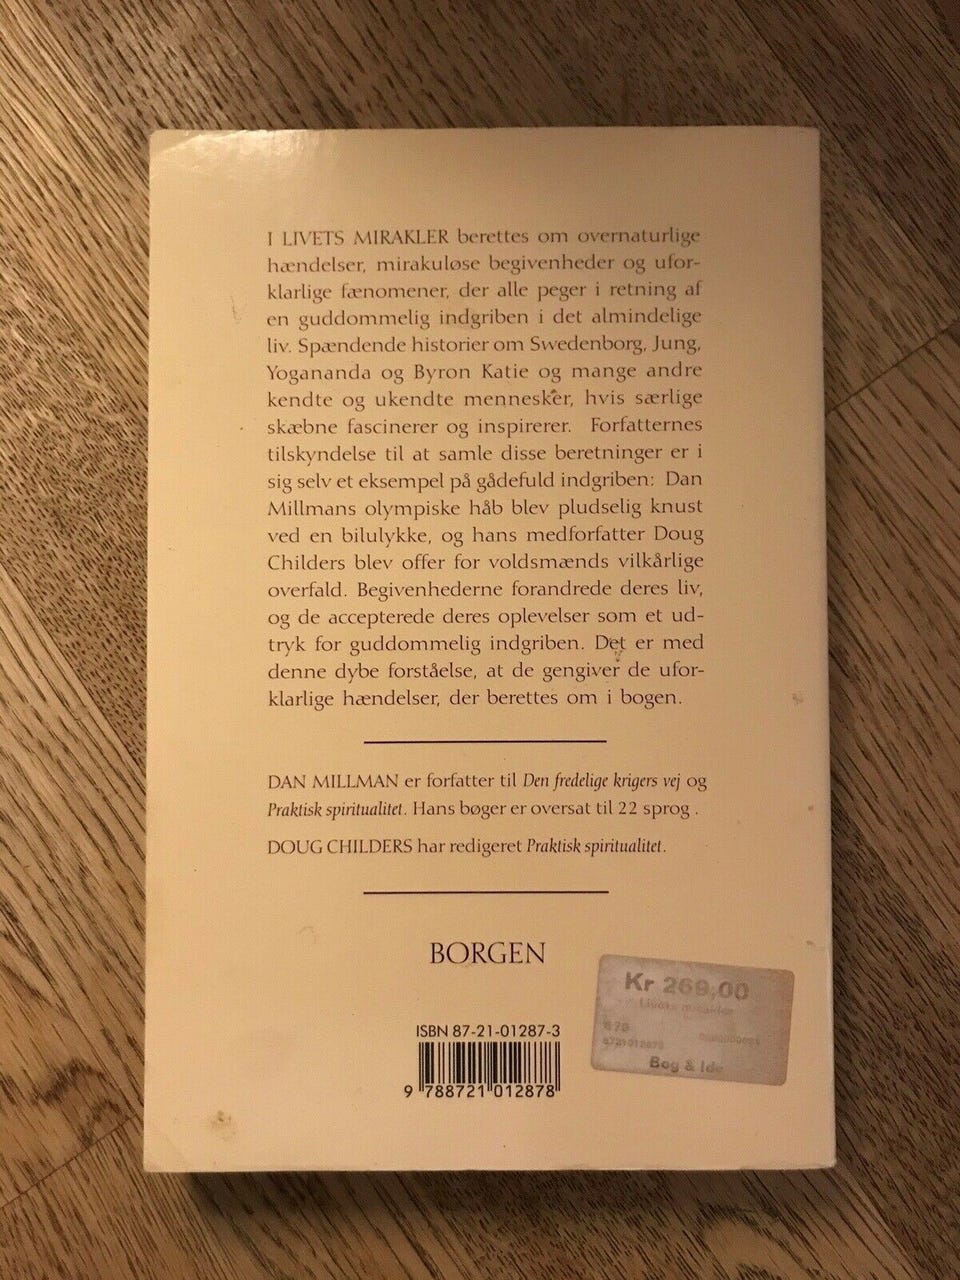 I LIVETS MIRAKLER berettes om overnaturlige
hændelser, mirakuløse begivenheder og ufor-
klarlige fænomener, der alle peger i retning af
en guddommelig indgriben i det almindelige
liv. Spændende historier om Swedenborg, Jung,
Yogananda og Byron Katie og mange andre
kendte og ukendte mennesker, hvis særlige
skæbne fascinerer og inspirerer. Forfatternes
tilskyndelse til at samle disse beretninger er i
sig selv et eksempel på gådefuld indgriben: Dan
Millmans olympiske håb blev pludselig knust
ved en bilulykke, og hans medforfatter Doug
Childers blev offer for voldsmænds vilkårlige
overfald. Begivenhederne forandrede deres liv,
og de accepterede deres oplevelser som et ud-
tryk for guddommelig indgriben. Det er med
denne dybe forståelse, at de gengiver de ufor-
klarlige hændelser, der berettes om i bogen.
DAN MILLMAN er forfatter til Den fredelige krigers vej og
Praktisk spiritualitet. Hans bøger er oversat til 22 sprog .
DOUG CHILDERS har redigeret Praktisk spiritualitet.
BORGEN
Kr 269,00
Livets mirakler
Bog & Ide
ISBN 87-21-01287-3
9 788721 012878